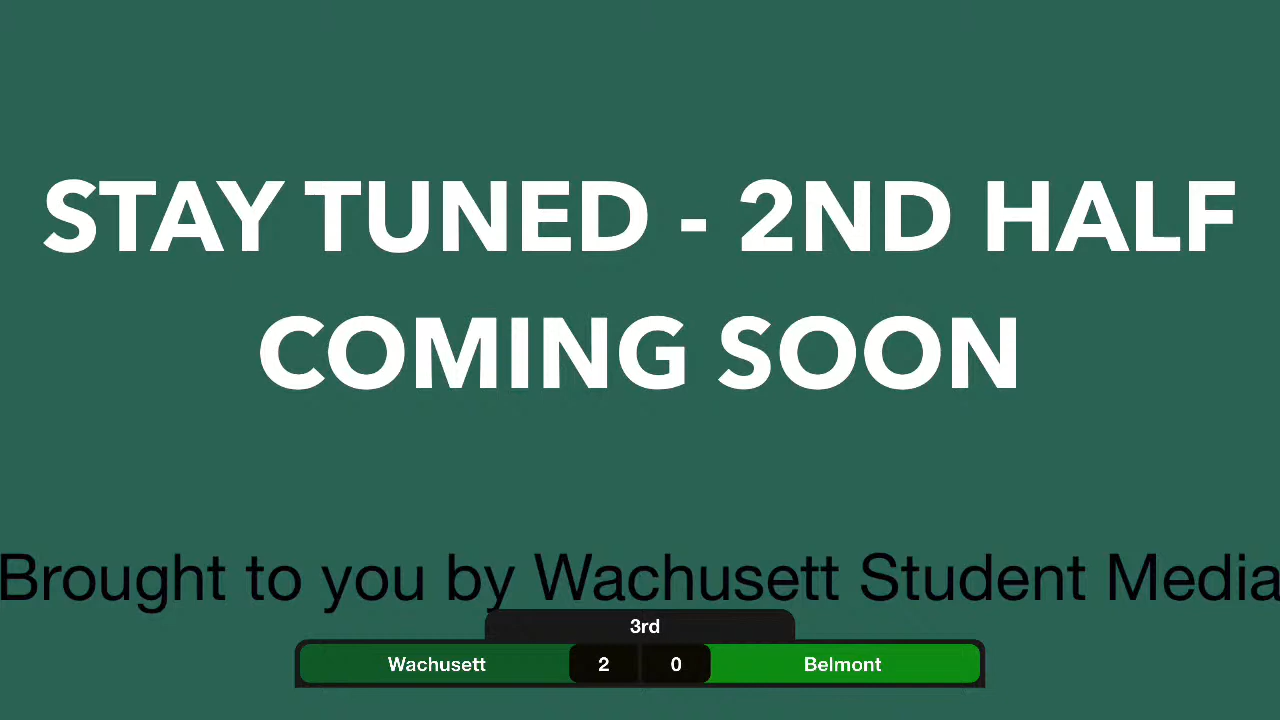 STAY TUNED - 2ND HALF
COMING SOON
Brought to you by Wachusett Student Media
3rd
Wachusett 2 0 Belmont